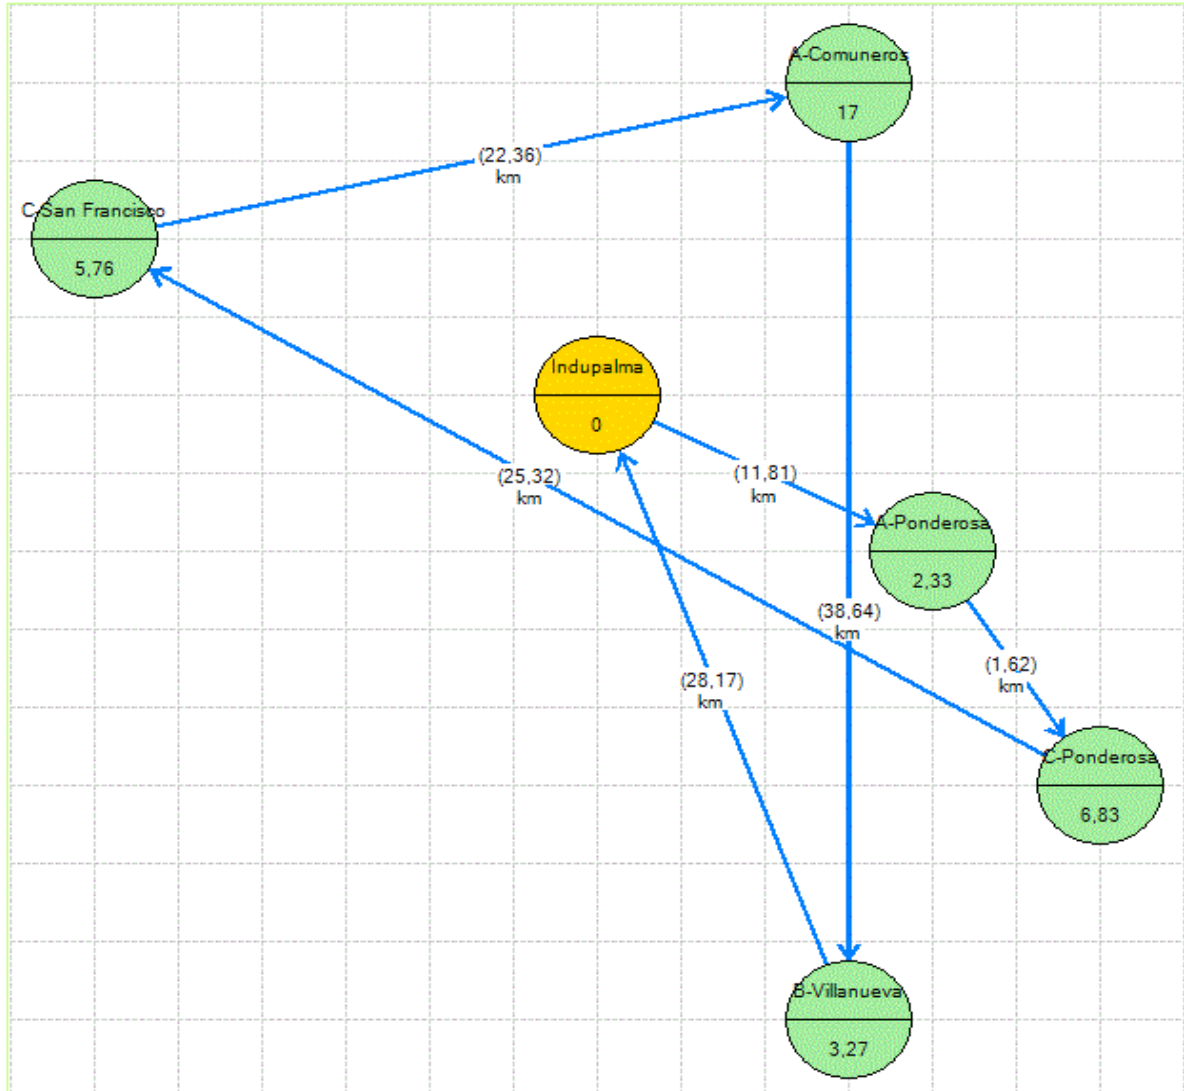 A-Comuneros
17
(22,36)
km
C-San Francisco
5,76
Indupalma
0
(25,32)
km
(11,81)
km
A-Ponderosa
2,33
(38,64)
km
(28,17)
km
(1,62)
km
C-Ponderosa
6,83
B-Villanueva
3,27